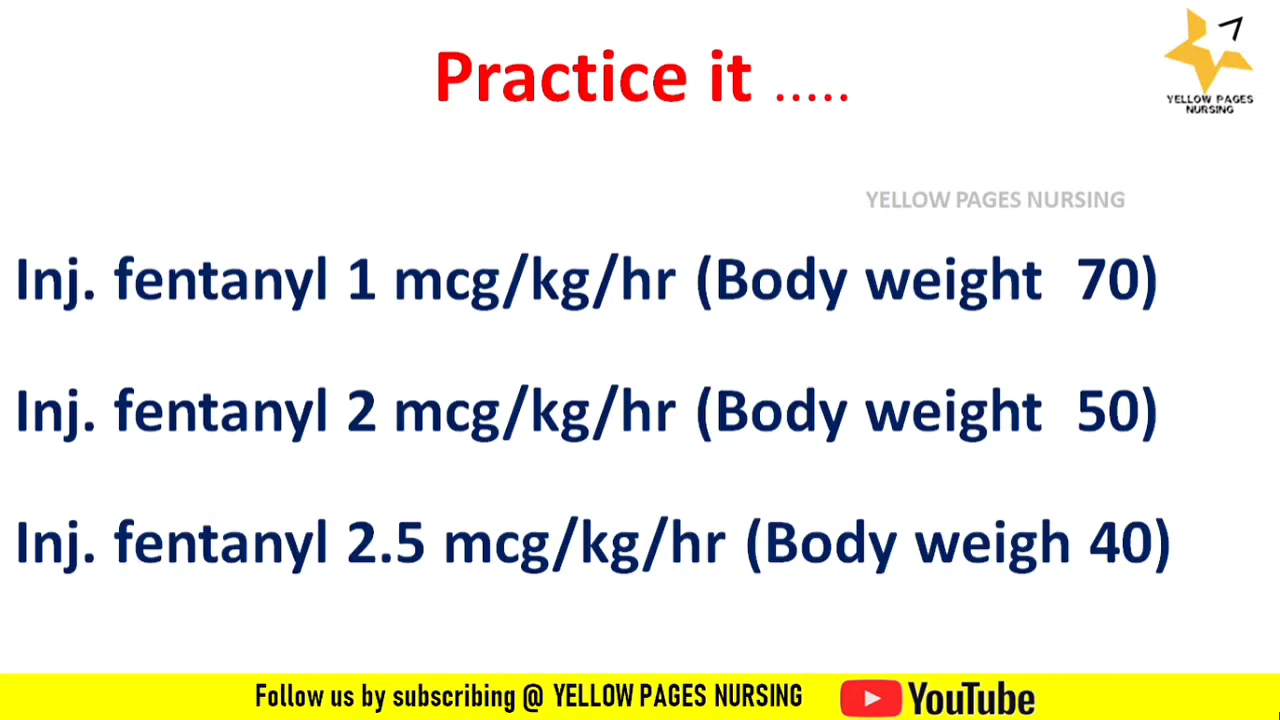 Practice it .....
YELLOW PAGES
NURSING
YELLOW PAGES NURSING
Inj. fentanyl 1 mcg/kg/hr (Body weight 70)
Inj. fentanyl 2 mcg/kg/hr (Body weight 50)
Inj. fentanyl 2.5 mcg/kg/hr (Body weigh 40)
Follow us by subscribing @ YELLOW PAGES NURSING YouTube